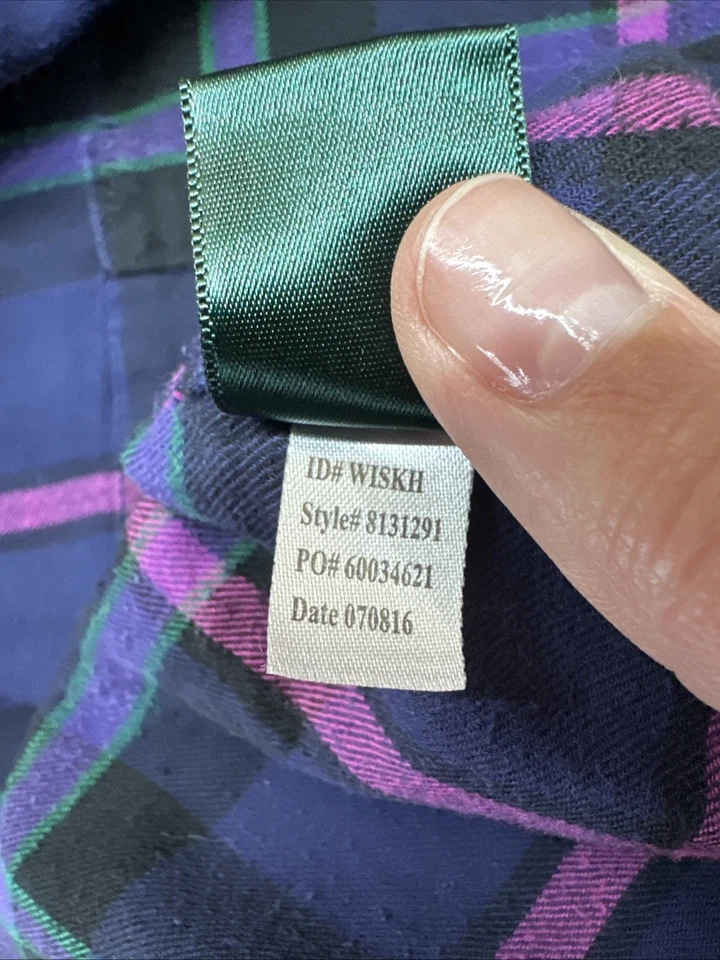 ID# WISKH
Style# 8131291
PO# 60034621
Date 070816